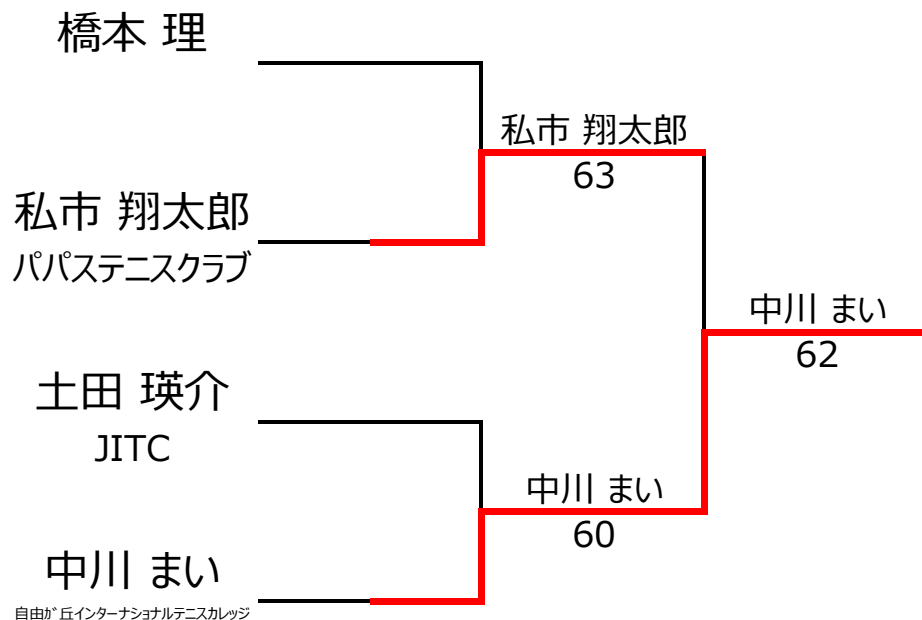 橋本 理
私市 翔太郎
63
私市 翔太郎
パパステニスクラブ
中川 まい
62
土田 瑛介
JITC
中川 まい
60
中川 まい
自由が丘インターナショナルテニスカレッジ